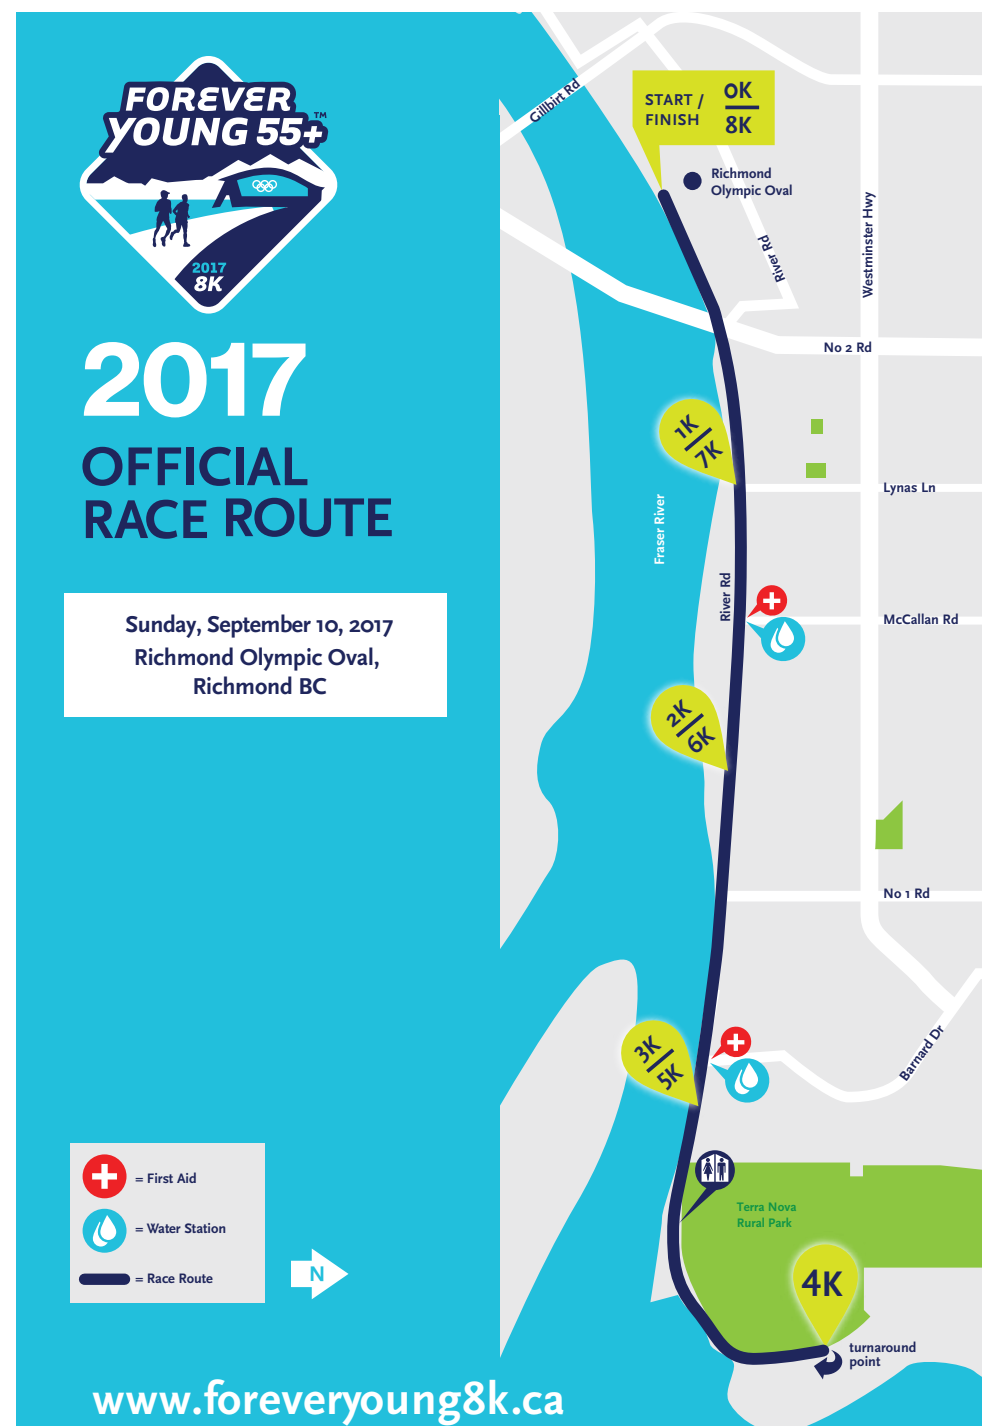 FOREVER
YOUNG 55+™
2017
8K
2017
OFFICIAL
RACE ROUTE
Sunday, September 10, 2017
Richmond Olympic Oval,
Richmond BC
= First Aid
= Water Station
= Race Route
N
www.foreveryoung8k.ca
Gillbirt Rd
START /
FINISH
0K
8K
Richmond
Olympic Oval
River Rd
Westminster Hwy
No 2 Rd
1K
7K
Lynas Ln
Fraser River
River Rd
McCallan Rd
2K
6K
No 1 Rd
3K
5K
Barnard Dr
Terra Nova
Rural Park
4K
turnaround
point